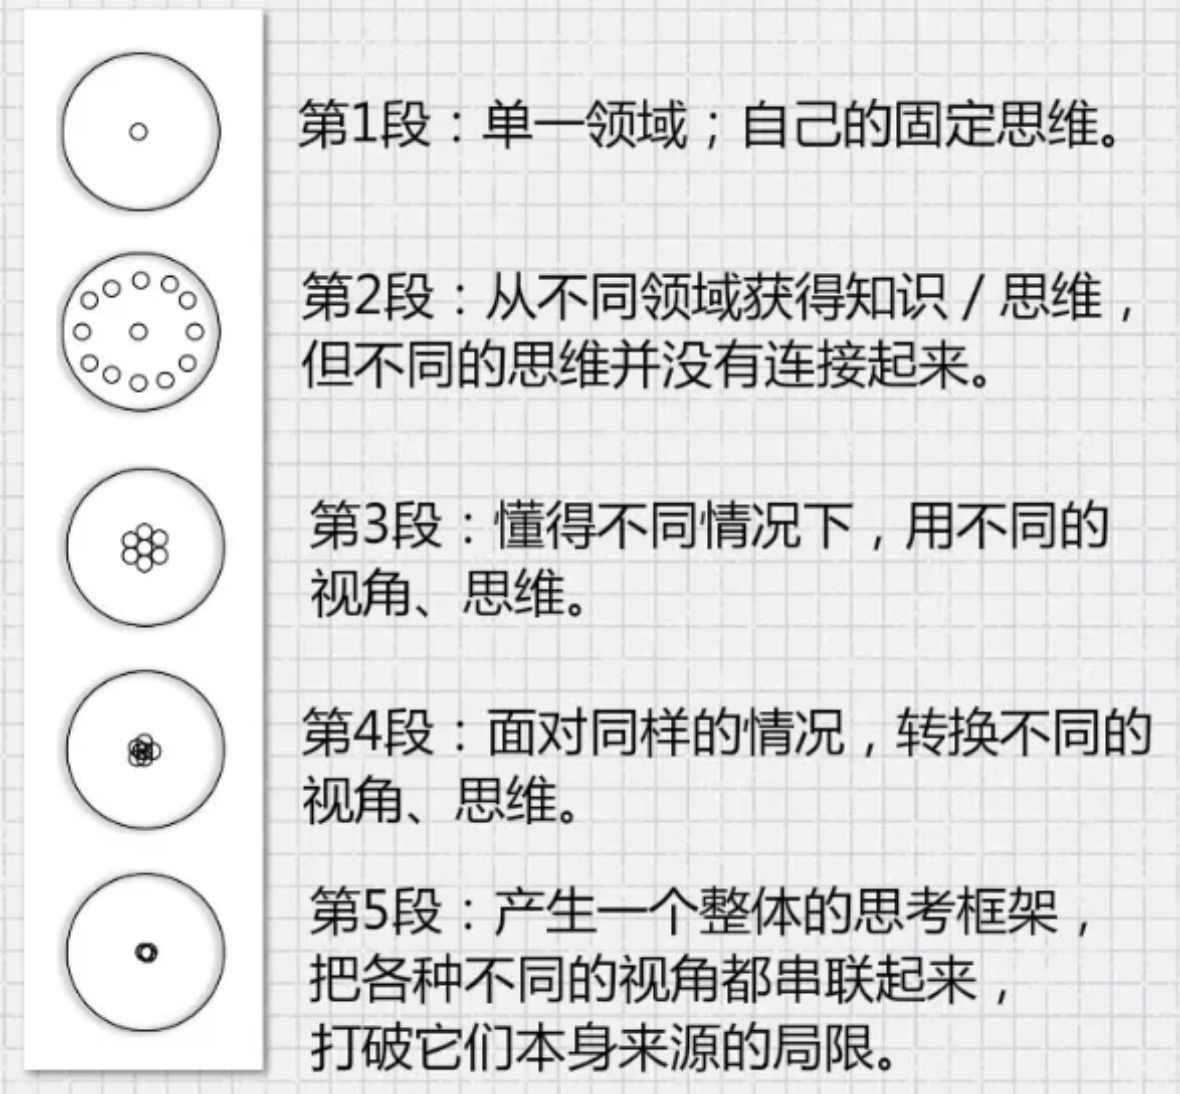 第1段：单一领域；自己的固定思维。
第2段：从不同领域获得知识 / 思维，
但不同的思维并没有连接起来。
第3段：懂得不同情况下，用不同的
视角、思维。
第4段：面对同样的情况，转换不同的
视角、思维。
第5段：产生一个整体的思考框架，
把各种不同的视角都串联起来，
打破它们本身来源的局限。